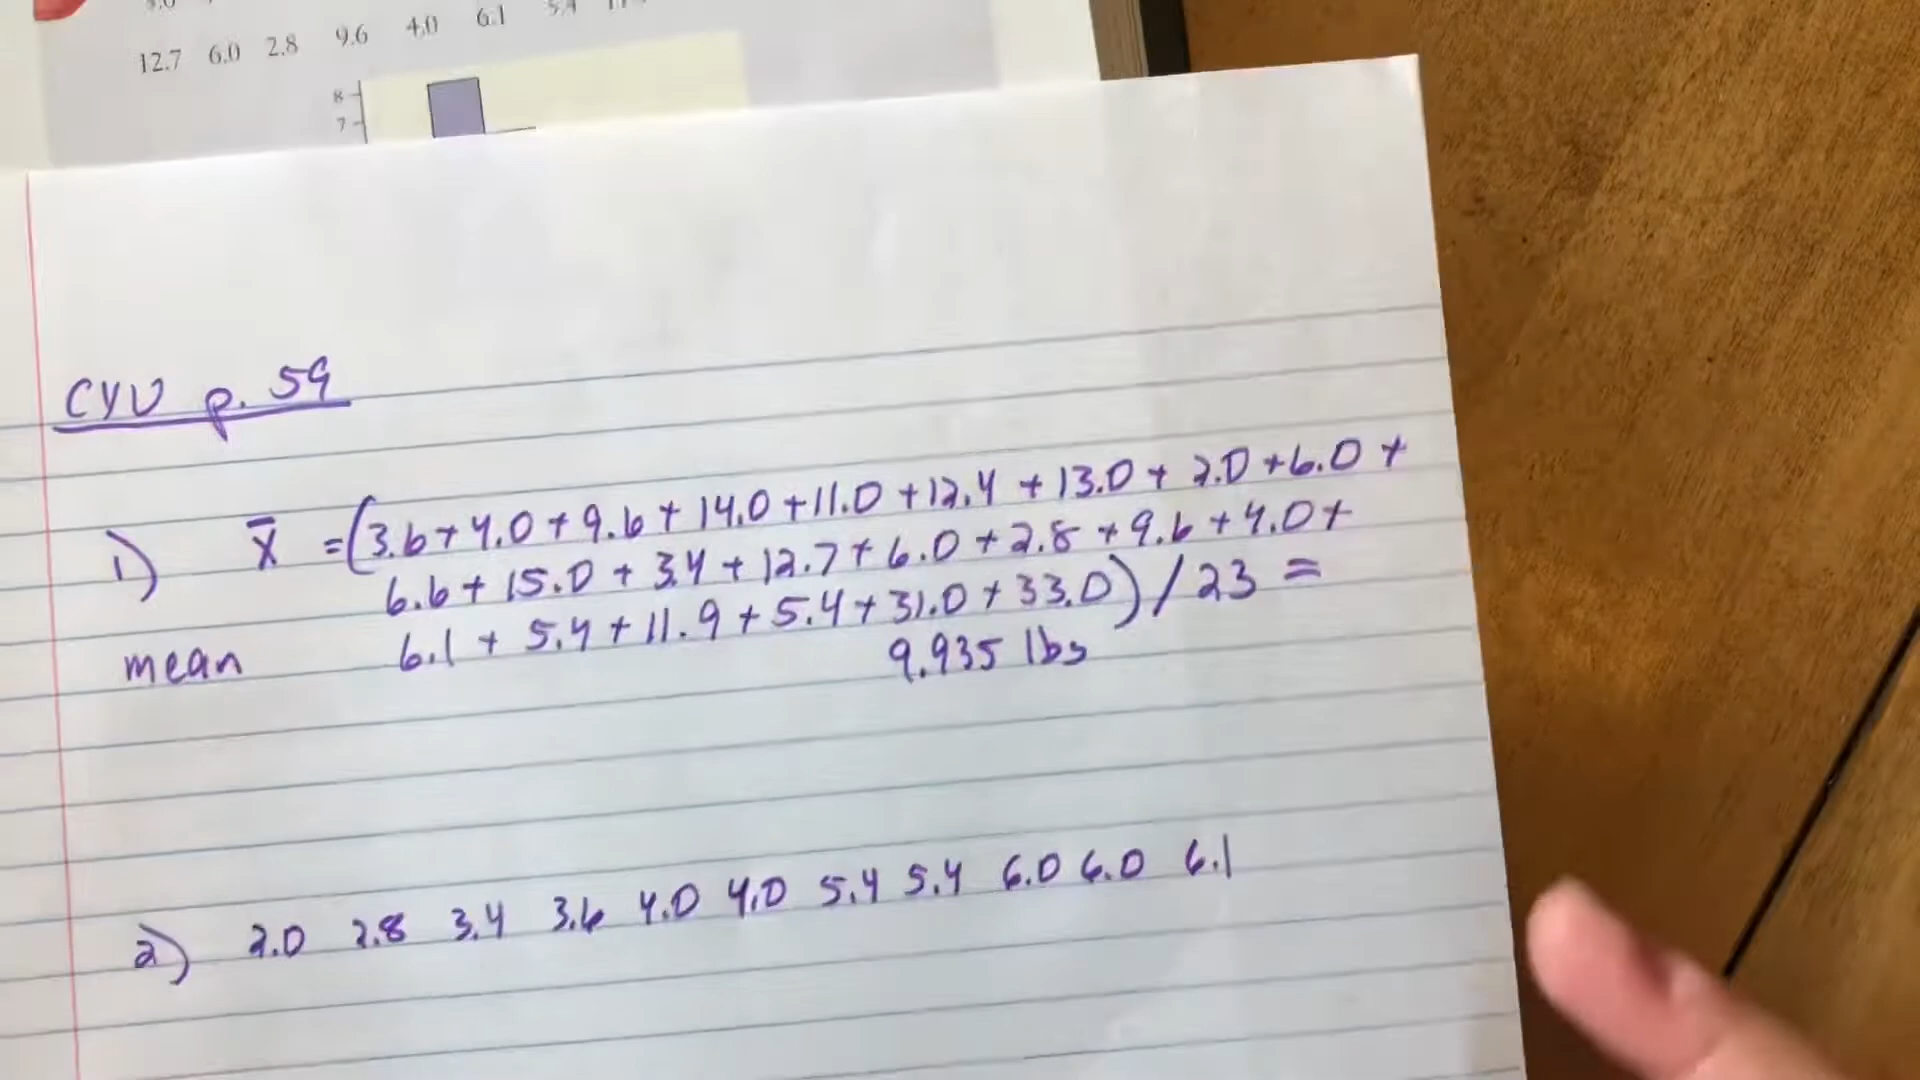 12.7 6.0 2.8 9.6 4.0 6.1 5.4
8
7
CYU p. 59
1) x̄ = (3.6+4.0+9.6+14.0+11.0+12.4+13.0+2.0+6.0+
6.6+15.0+3.4+12.7+6.0+2.8+9.6+4.0+
6.1+5.4+11.9+5.4+31.0+33.0)/23 =
mean 9.935 lbs
2) 2.0 2.8 3.4 3.6 4.0 4.0 5.4 5.4 6.0 6.0 6.1